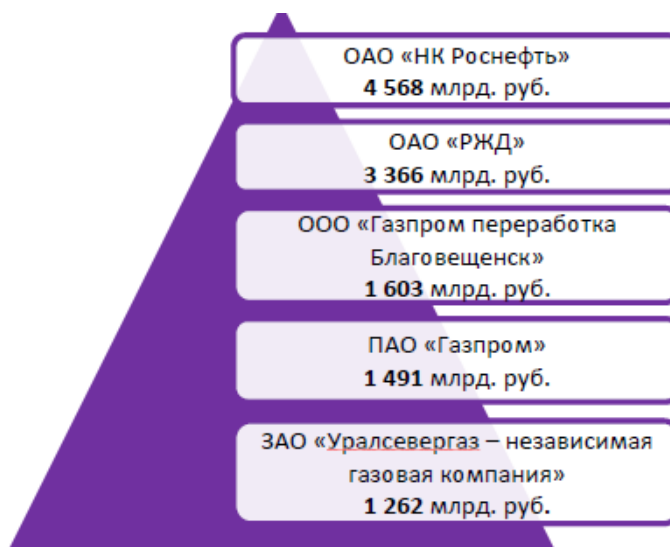 ОАО «НК Роснефть»
4 568 млрд. руб.
ОАО «РЖД»
3 366 млрд. руб.
ООО «Газпром переработка
Благовещенск»
1 603 млрд. руб.
ПАО «Газпром»
1 491 млрд. руб.
ЗАО «Уралсевергаз – независимая
газовая компания»
1 262 млрд. руб.